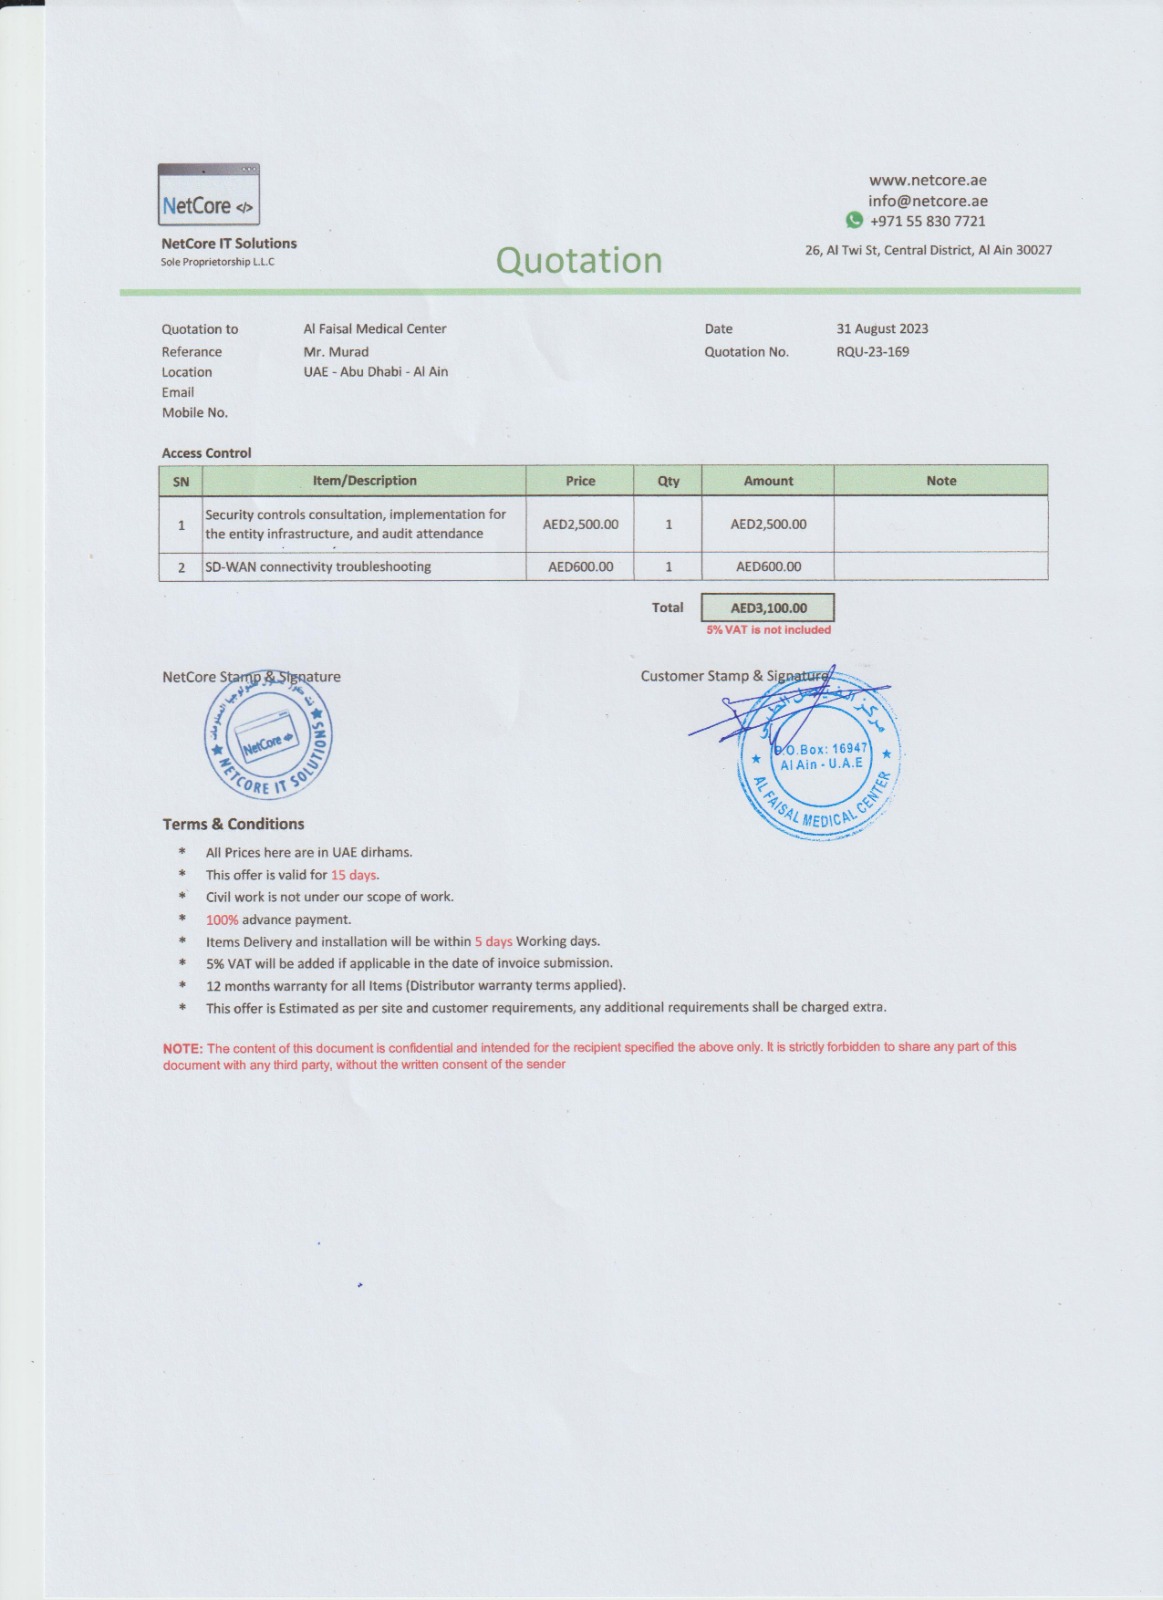 NetCore </>
NetCore IT Solutions
Sole Proprietorship L.L.C
Quotation
www.netcore.ae
info@netcore.ae
+971 55 830 7721
26, Al Twi St, Central District, Al Ain 30027
Quotation to Al Faisal Medical Center Date 31 August 2023
Referance Mr. Murad Quotation No. RQU-23-169
Location UAE - Abu Dhabi - Al Ain
Email
Mobile No.
Access Control
SN Item/Description Price Qty Amount Note
1 Security controls consultation, implementation for the entity infrastructure, and audit attendance AED2,500.00 1 AED2,500.00
2 SD-WAN connectivity troubleshooting AED600.00 1 AED600.00
Total AED3,100.00
5% VAT is not included
NetCore Stamp & Signature Customer Stamp & Signature
NetCore
NETCORE IT SOLUTIONS
مركز الفيصل الطبي
P.O.Box: 16947
Al Ain - U.A.E
AL FAISAL MEDICAL CENTER
Terms & Conditions
* All Prices here are in UAE dirhams.
* This offer is valid for 15 days.
* Civil work is not under our scope of work.
* 100% advance payment.
* Items Delivery and installation will be within 5 days Working days.
* 5% VAT will be added if applicable in the date of invoice submission.
* 12 months warranty for all Items (Distributor warranty terms applied).
* This offer is Estimated as per site and customer requirements, any additional requirements shall be charged extra.
NOTE: The content of this document is confidential and intended for the recipient specified the above only. It is strictly forbidden to share any part of this
document with any third party, without the written consent of the sender